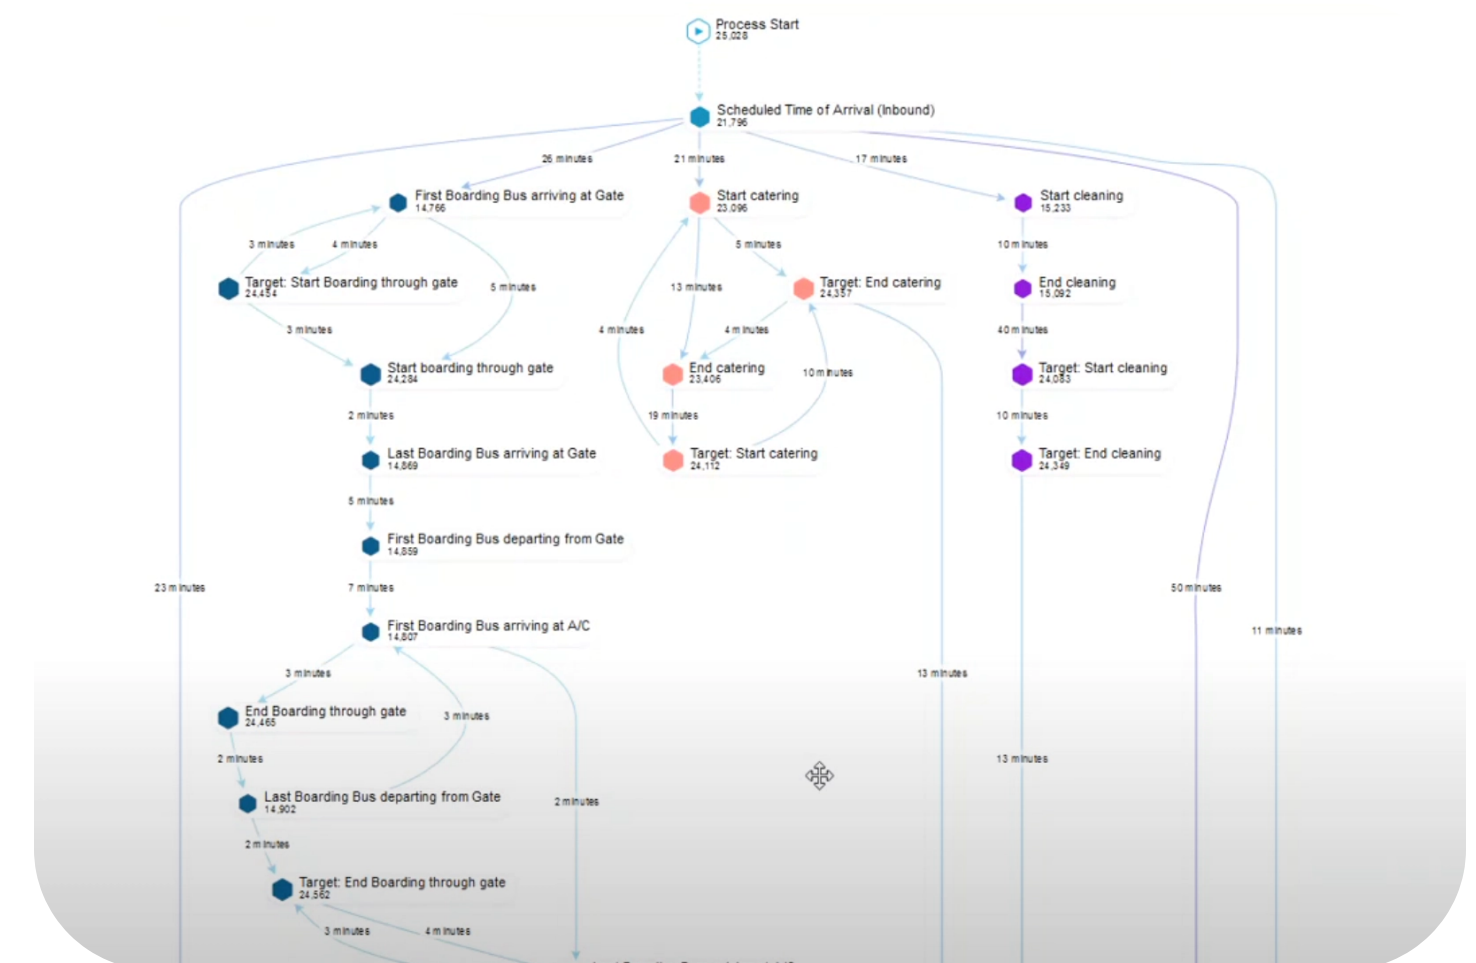 Process Start
25,028
Scheduled Time of Arrival (Inbound)
21,796
26 minutes
21 minutes
17 minutes
First Boarding Bus arriving at Gate
14,766
Start catering
23,096
Start cleaning
15,233
3 minutes
4 minutes
5 minutes
10 minutes
Target: Start Boarding through gate
24,454
5 minutes
13 minutes
Target: End catering
24,357
End cleaning
15,092
3 minutes
4 minutes
4 minutes
40 minutes
Start boarding through gate
24,284
End catering
23,406
10 minutes
Target: Start cleaning
24,083
2 minutes
19 minutes
10 minutes
Last Boarding Bus arriving at Gate
14,869
Target: Start catering
24,112
Target: End cleaning
24,349
5 minutes
First Boarding Bus departing from Gate
14,859
23 minutes
7 minutes
50 minutes
First Boarding Bus arriving at A/C
14,807
11 minutes
3 minutes
13 minutes
End Boarding through gate
24,465
3 minutes
2 minutes
13 minutes
Last Boarding Bus departing from Gate
14,902
2 minutes
2 minutes
Target: End Boarding through gate
24,562
3 minutes
4 minutes